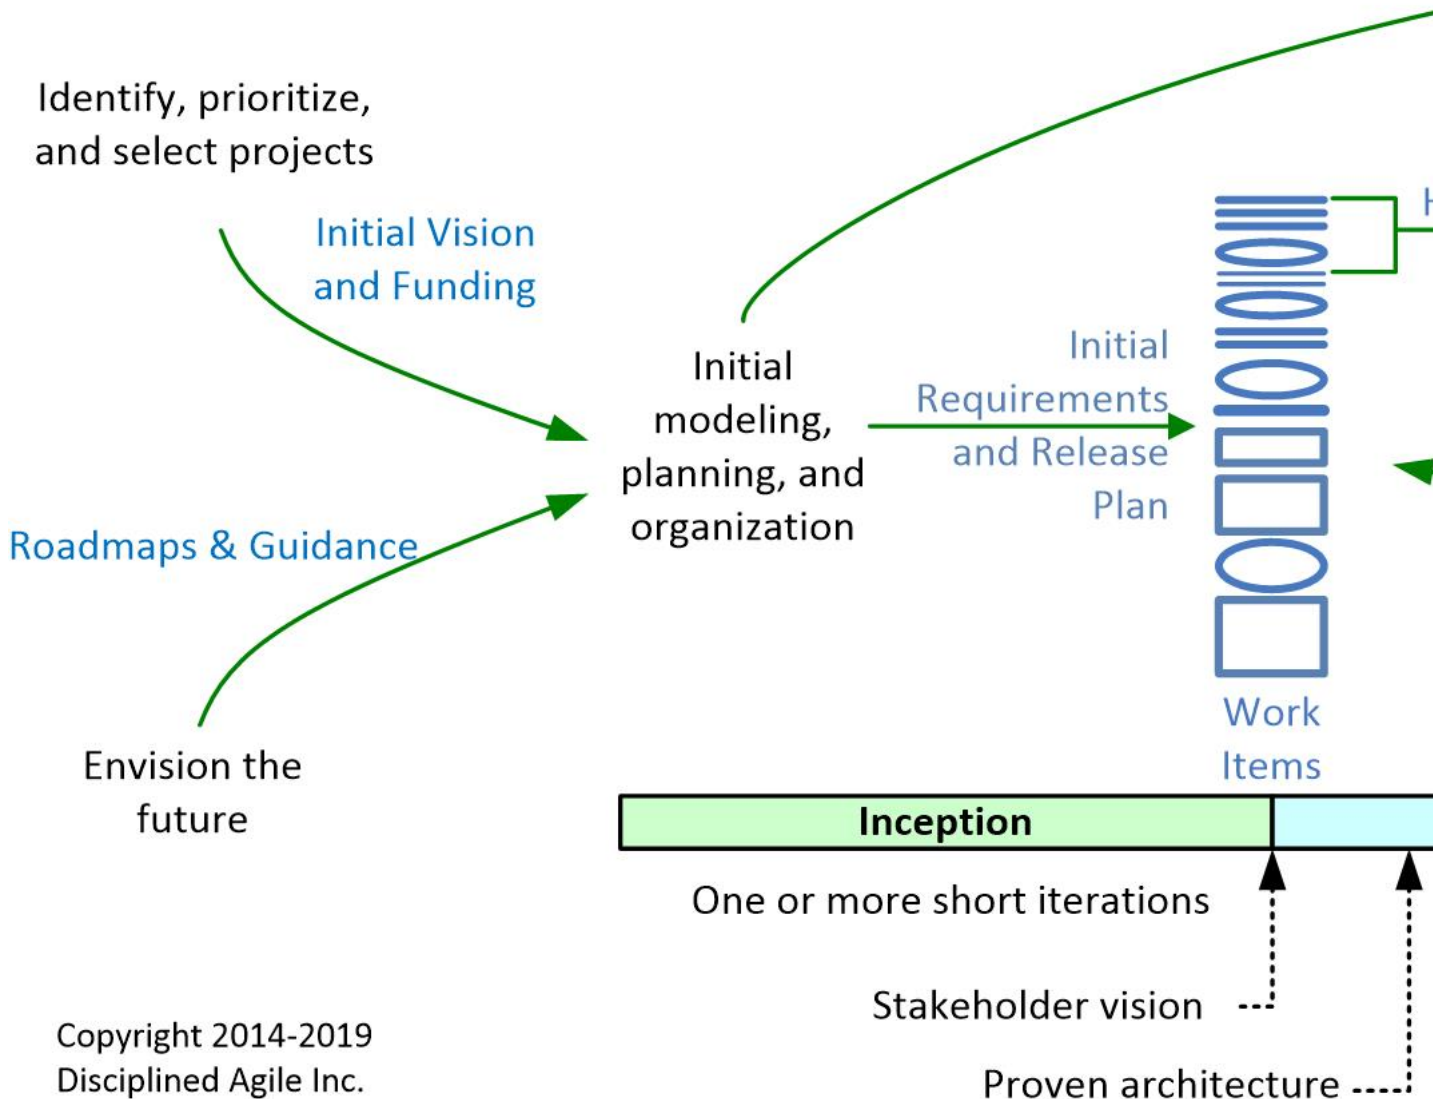 Identify, prioritize,
and select projects
Initial Vision
and Funding
Initial
modeling,
planning, and
organization
Initial
Requirements
and Release
Plan
H
Roadmaps & Guidance
Envision the
future
Work
Items
Inception
One or more short iterations
Stakeholder vision
Proven architecture
Copyright 2014-2019
Disciplined Agile Inc.